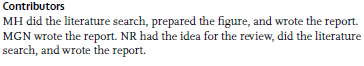 Contributors
MH did the literature search, prepared the figure, and wrote the report.
MGN wrote the report. NR had the idea for the review, did the literature
search, and wrote the report.